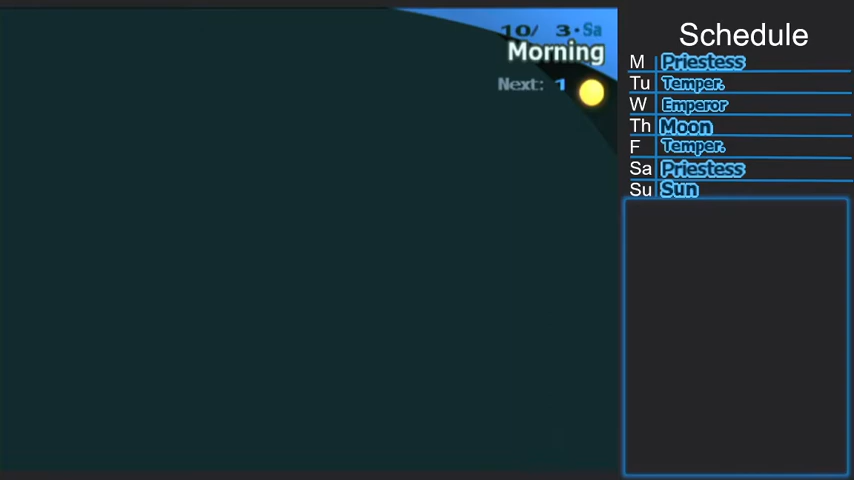 10/ 3・Sa
Morning
Next: 1
Schedule
M Priestess
Tu Temper.
W Emperor
Th Moon
F Temper.
Sa Priestess
Su Sun